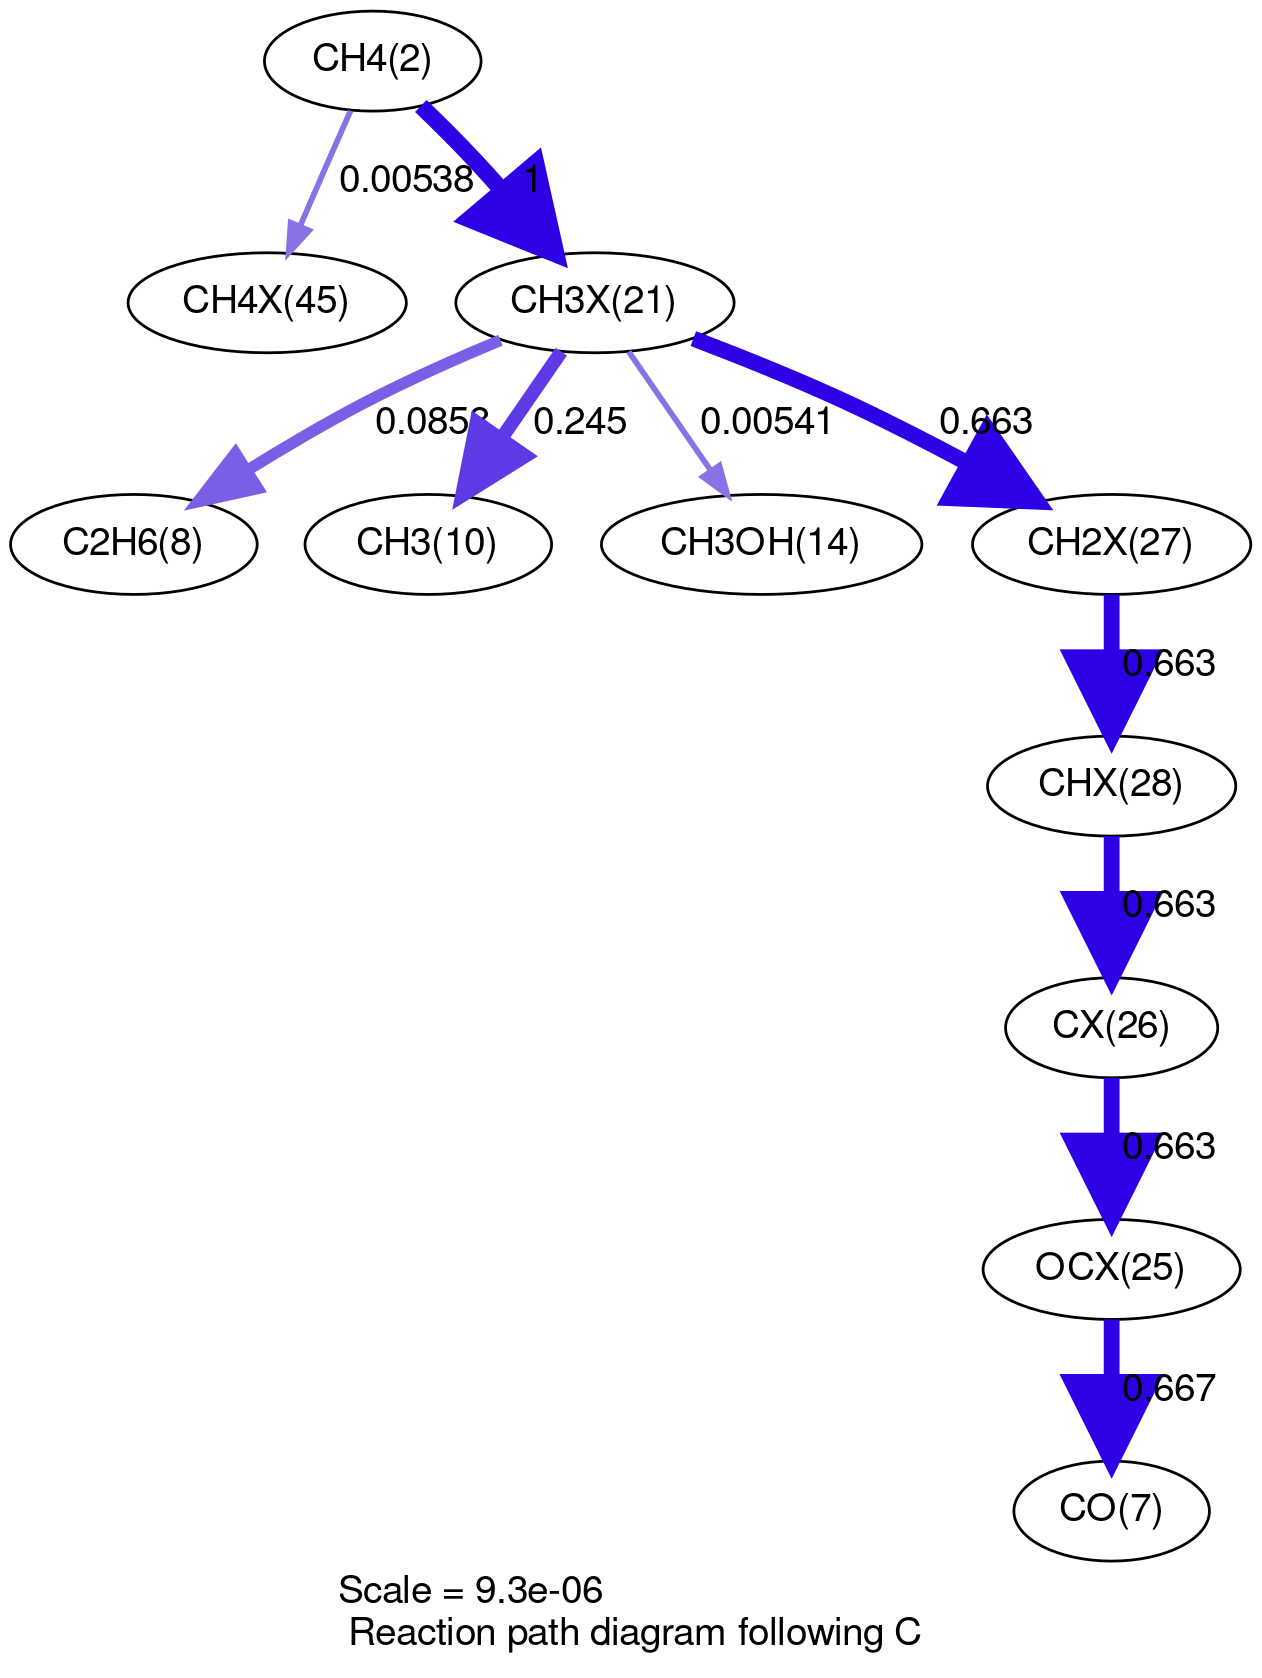 CH4(2)
0.00538
1
CH4X(45)
CH3X(21)
0.245
0.00541
0.663
C2H6(8)
CH3(10)
CH3OH(14)
CH2X(27)
0.663
CHX(28)
0.663
CX(26)
0.663
OCX(25)
0.667
CO(7)
Scale = 9.3e-06
Reaction path diagram following C